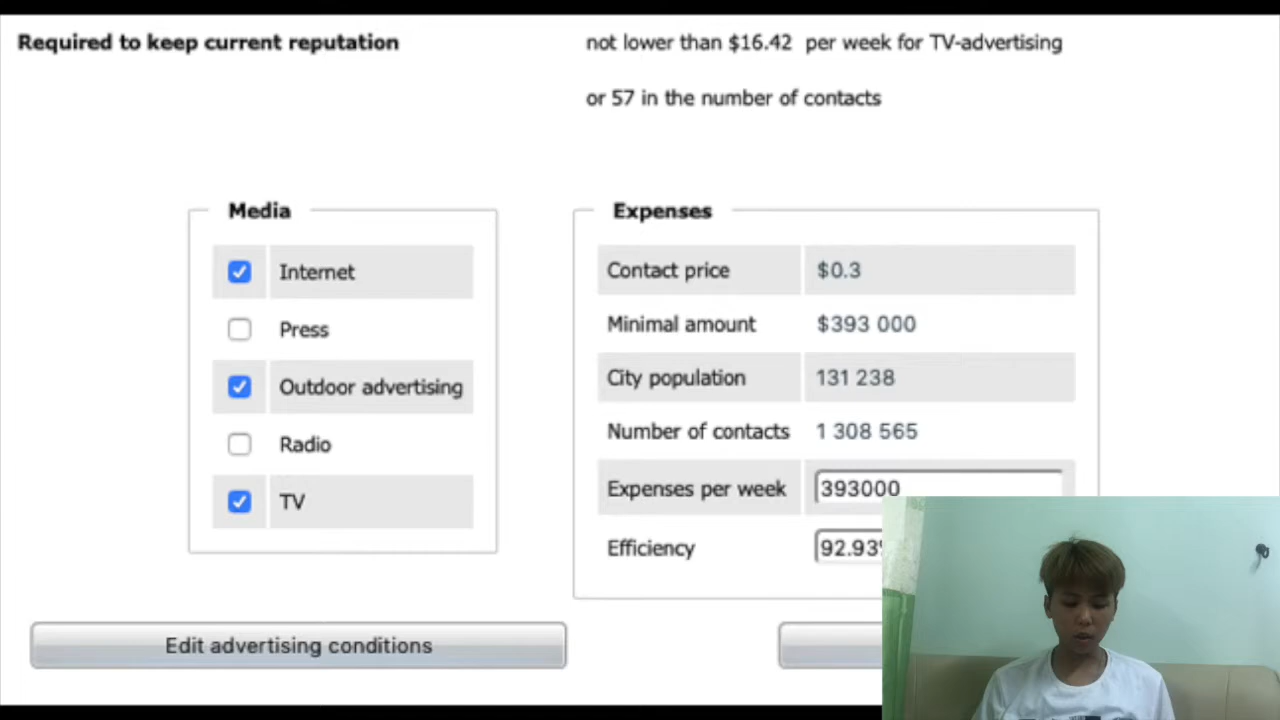 Required to keep current reputation
not lower than $16.42 per week for TV-advertising
or 57 in the number of contacts
Media
Internet
Press
Outdoor advertising
Radio
TV
Expenses
Contact price $0.3
Minimal amount $393 000
City population 131 238
Number of contacts 1 308 565
Expenses per week 393000
Efficiency 92.93%
Edit advertising conditions